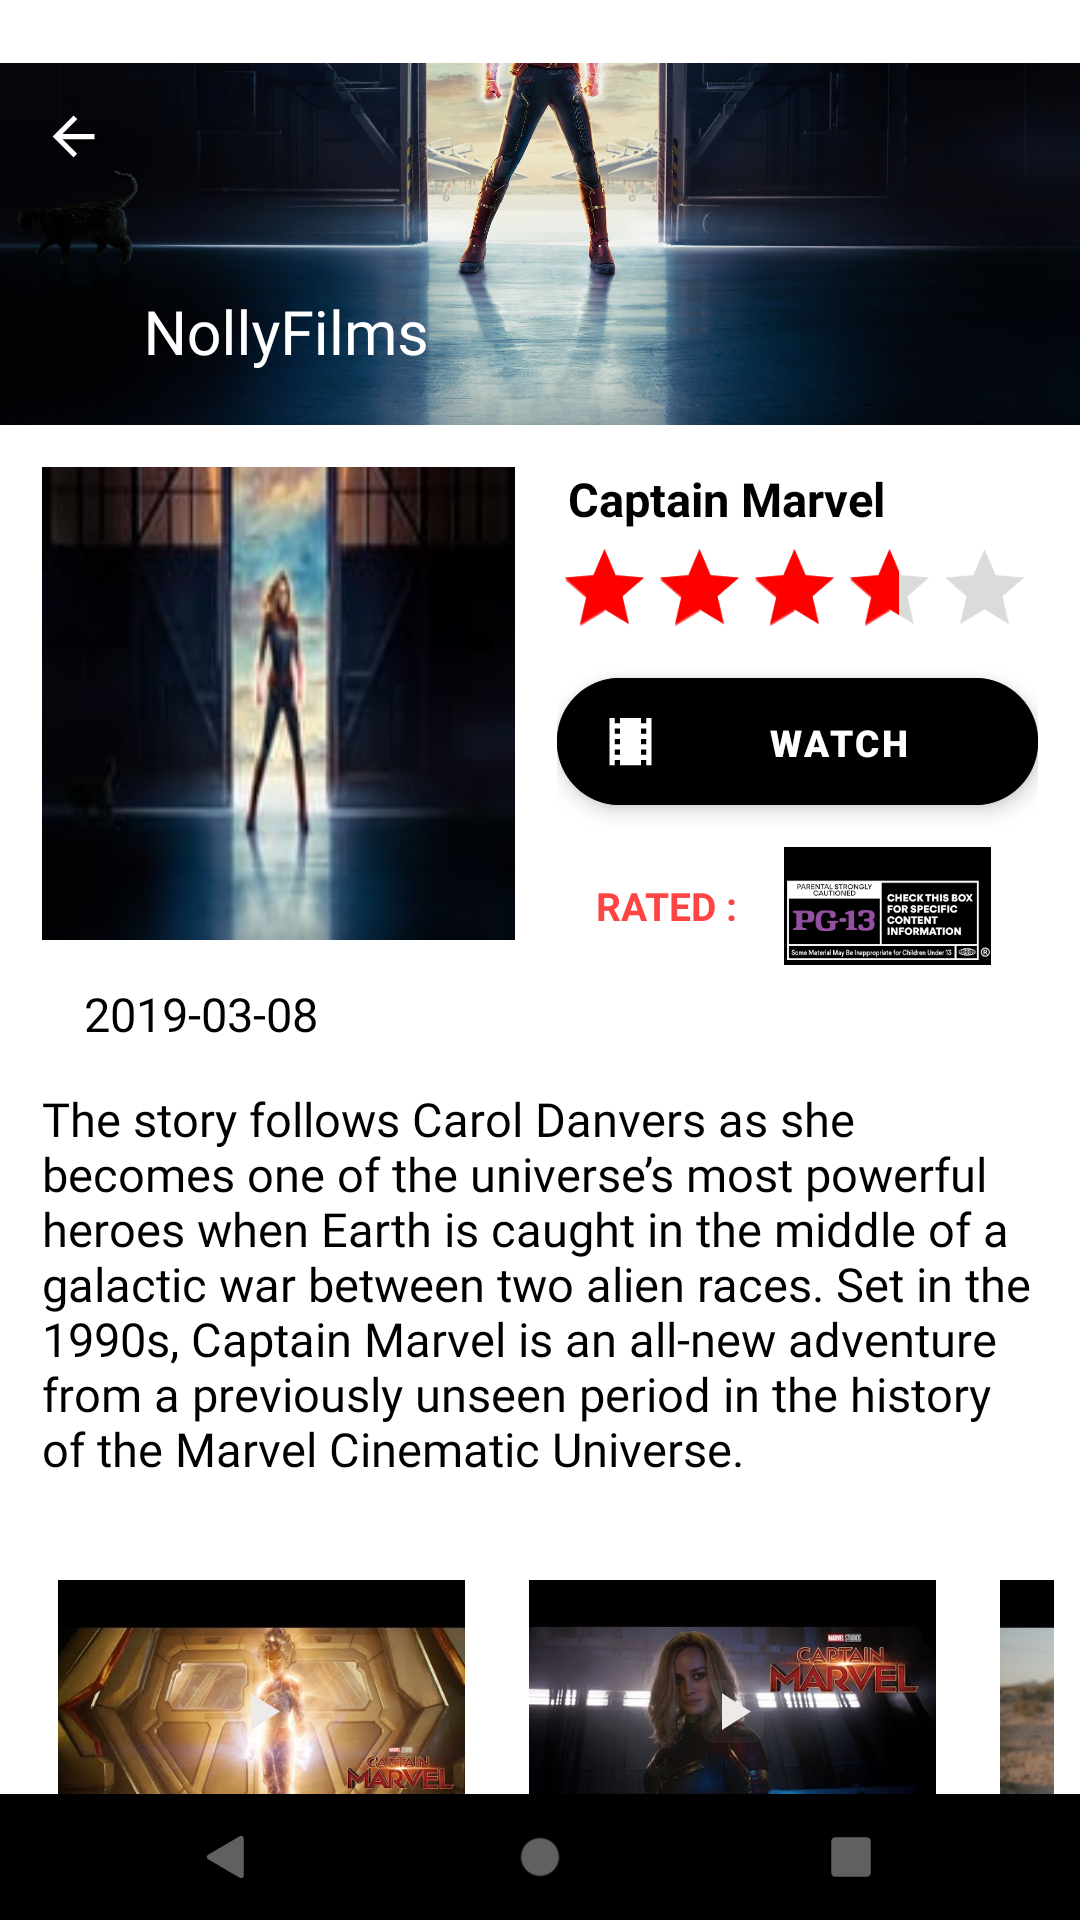 NollyFilms
Captain Marvel
WATCH
RATED :
PARENTAL STRONGLY
CAUTIONED
PG-13
CHECK THIS BOX
FOR SPECIFIC
CONTENT
INFORMATION
Some Material May Be Inappropriate for Children Under 13
®
2019-03-08
The story follows Carol Danvers as she
becomes one of the universe’s most powerful
heroes when Earth is caught in the middle of a
galactic war between two alien races. Set in the
1990s, Captain Marvel is an all-new adventure
from a previously unseen period in the history
of the Marvel Cinematic Universe.
CAPTAIN
MARVEL
MARVEL STUDIOS
CAPTAIN
MARVEL